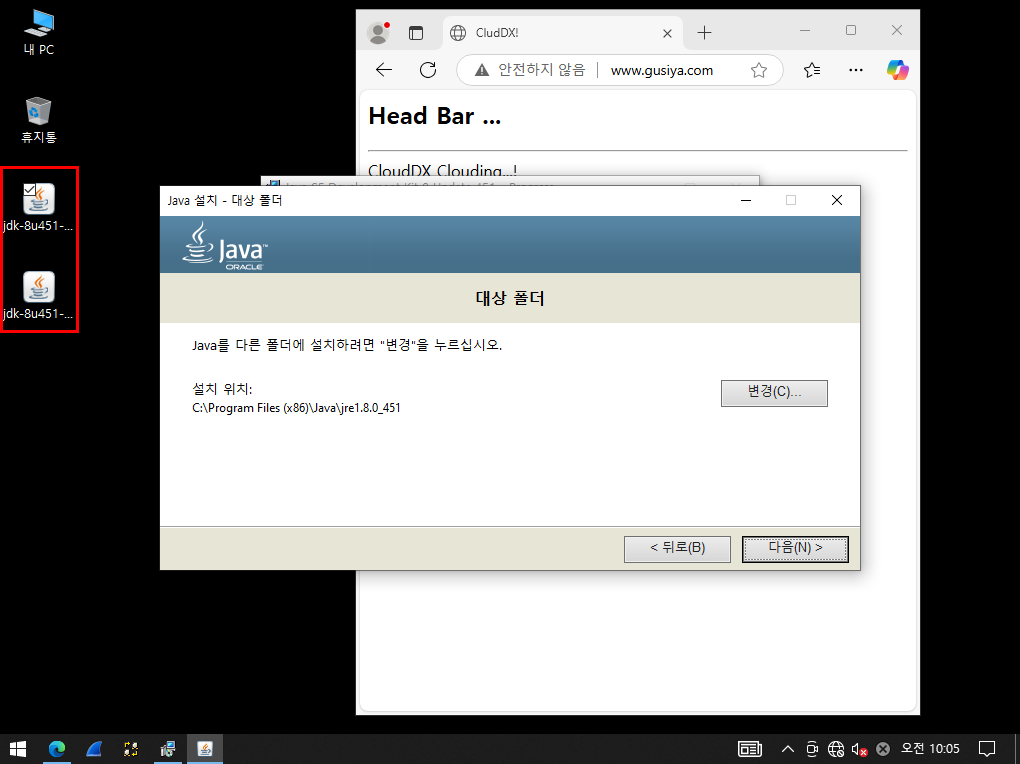 내 PC
휴지통
jdk-8u451-...
jdk-8u451-...
CludDX!
안전하지 않음
www.gusiya.com
Head Bar ...
CloudDX Clouding...!
Java 설치 - 대상 폴더
Java™
ORACLE
대상 폴더
Java를 다른 폴더에 설치하려면 "변경"을 누르십시오.
설치 위치:
변경(C)...
C:\Program Files (x86)\Java\jre1.8.0_451
< 뒤로(B)
다음(N) >
오전 10:05